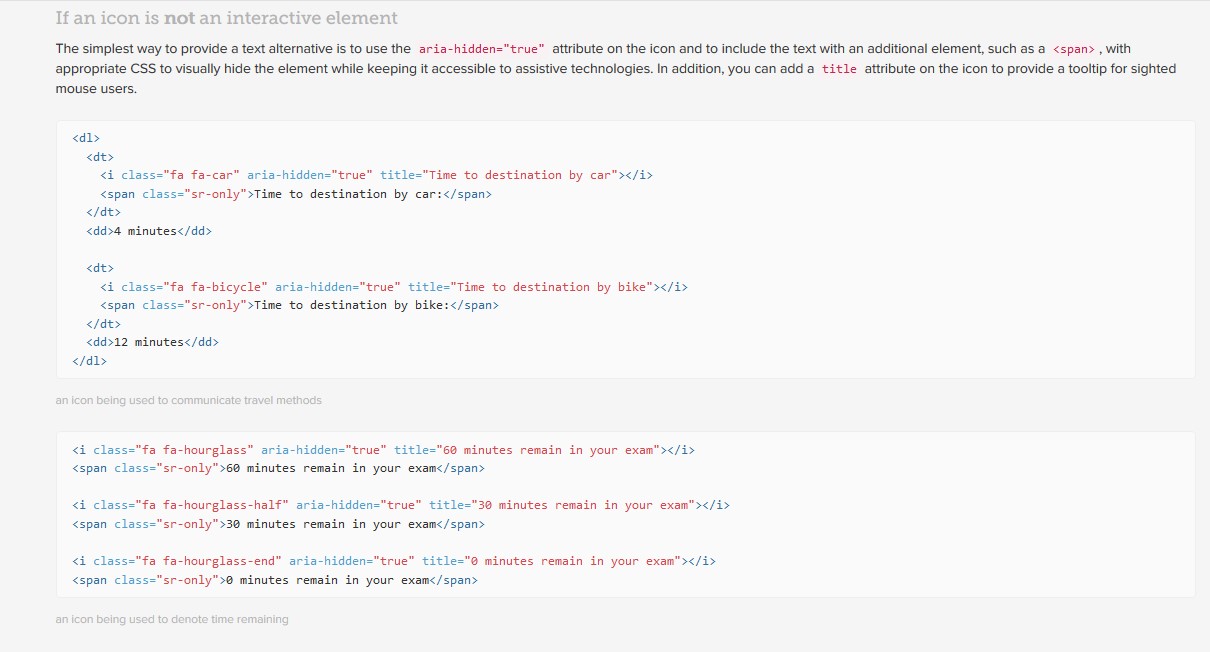 If an icon is not an interactive element
The simplest way to provide a text alternative is to use the aria-hidden="true" attribute on the icon and to include the text with an additional element, such as a <span> , with
appropriate CSS to visually hide the element while keeping it accessible to assistive technologies. In addition, you can add a title attribute on the icon to provide a tooltip for sighted
mouse users.
<dl>
  <dt>
    <i class="fa fa-car" aria-hidden="true" title="Time to destination by car"></i>
    <span class="sr-only">Time to destination by car:</span>
  </dt>
  <dd>4 minutes</dd>
  <dt>
    <i class="fa fa-bicycle" aria-hidden="true" title="Time to destination by bike"></i>
    <span class="sr-only">Time to destination by bike:</span>
  </dt>
  <dd>12 minutes</dd>
</dl>
an icon being used to communicate travel methods
<i class="fa fa-hourglass" aria-hidden="true" title="60 minutes remain in your exam"></i>
<span class="sr-only">60 minutes remain in your exam</span>
<i class="fa fa-hourglass-half" aria-hidden="true" title="30 minutes remain in your exam"></i>
<span class="sr-only">30 minutes remain in your exam</span>
<i class="fa fa-hourglass-end" aria-hidden="true" title="0 minutes remain in your exam"></i>
<span class="sr-only">0 minutes remain in your exam</span>
an icon being used to denote time remaining